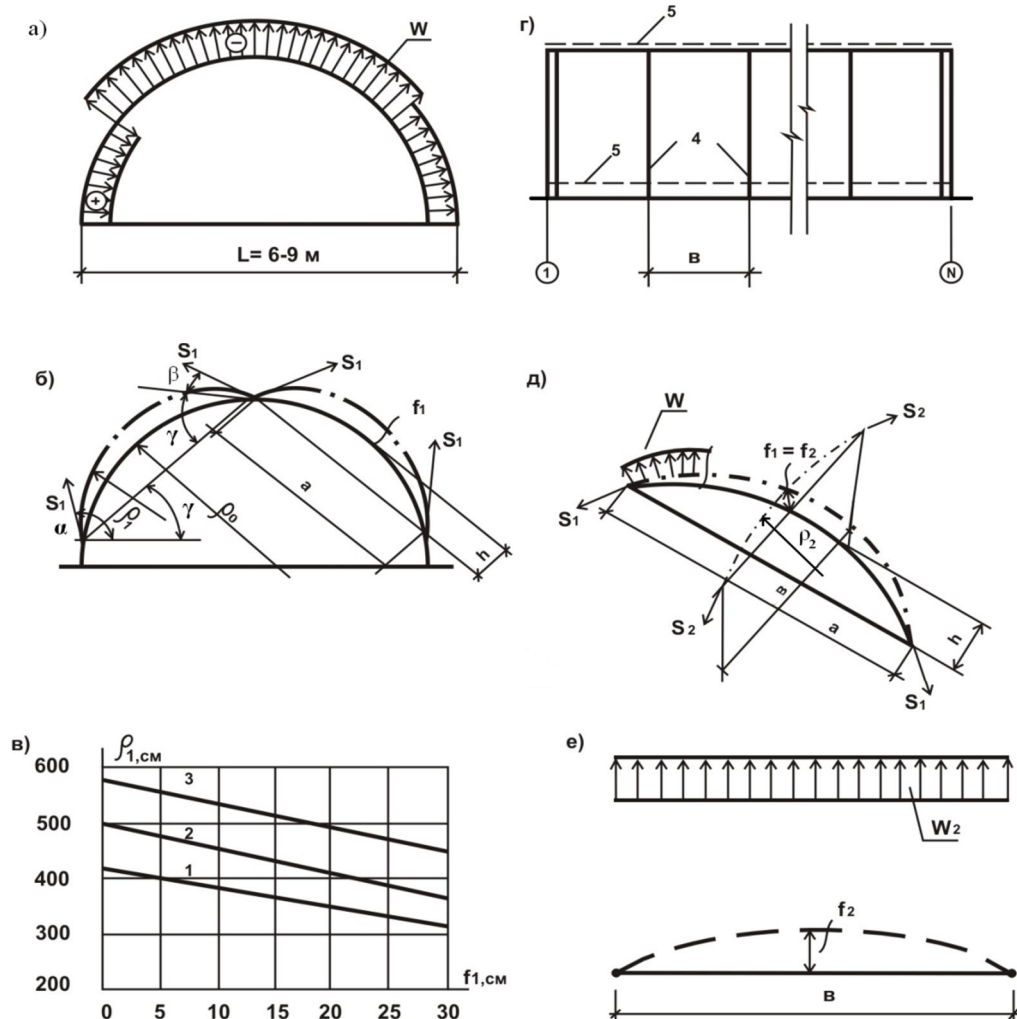 а)
W
−
+
L= 6-9 м
г)
5
4
5
в
1
N
б)
S1
S1
β
f1
γ
S1
a
S1
α
ρ1
γ
ρ0
h
д)
W
S2
f1 = f2
S1
ρ2
в
S2
a
h
S1
в)
ρ1,см
600
3
500
2
400
1
300
200
f1,см
0 5 10 15 20 25 30
е)
W2
f2
в